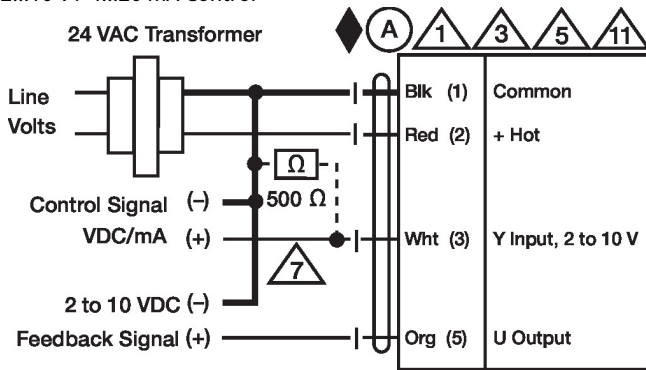 24 VAC Transformer
A 1 3 5 11
Line Volts
Blk (1) Common
Red (2) + Hot
Ω
500 Ω
Control Signal (-)
VDC/mA (+)
Wht (3) Y Input, 2 to 10 V
7
2 to 10 VDC (-)
Feedback Signal (+)
Org (5) U Output